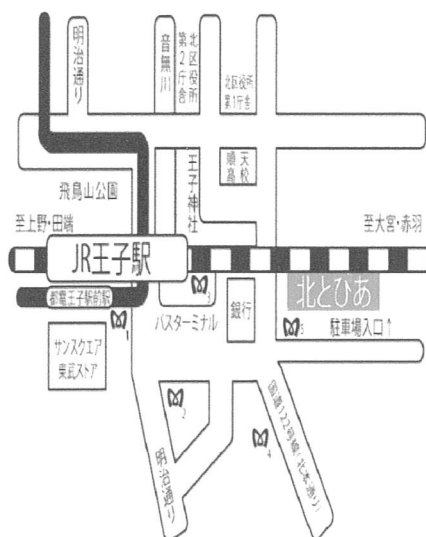 明治通り
音無川
北区役所
第2庁舎
北区役所
第1庁舎
順天
高校
王子神社
飛鳥山公園
至上野・田端
至大宮・赤羽
JR王子駅
北とぴあ
都電王子駅前駅
3
バスターミナル
銀行
駐車場入口↑
1
5
サンスクエア
東武ストア
2
4
明治通り
国道122号線(北本通り)